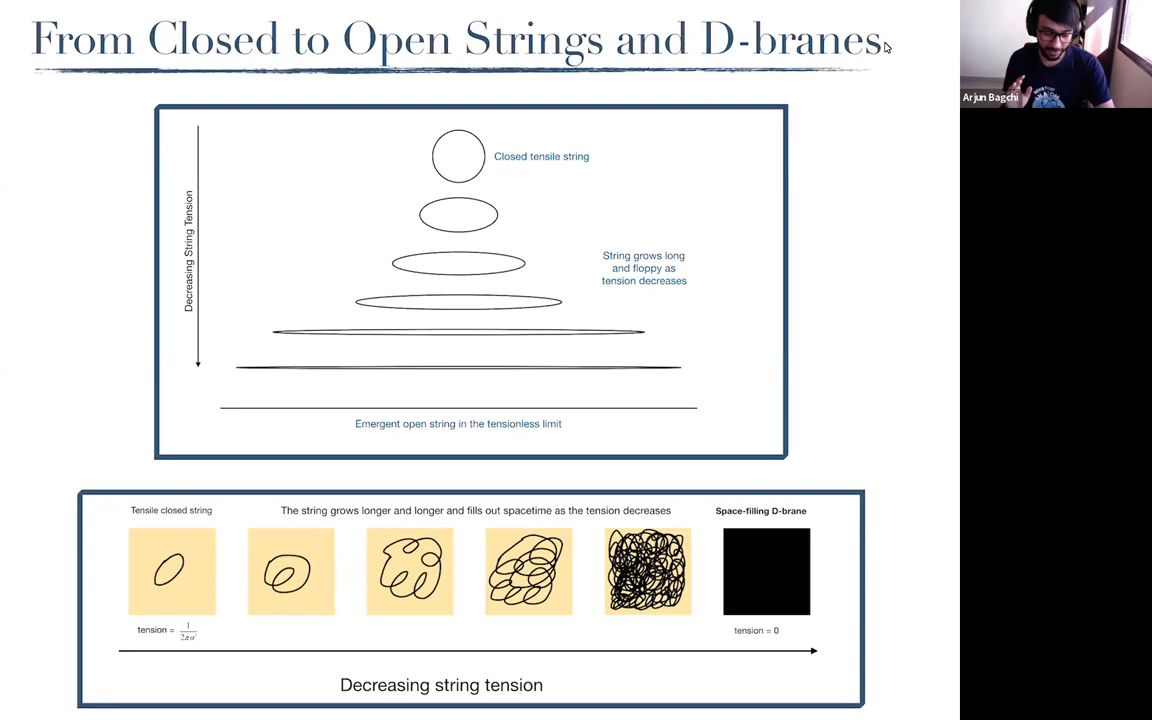 From Closed to Open Strings and D-branes
Arjun Bagchi
Closed tensile string
Decreasing String Tension
String grows long
and floppy as
tension decreases
Emergent open string in the tensionless limit
Tensile closed string
The string grows longer and longer and fills out spacetime as the tension decreases
Space-filling D-brane
tension = 1/2πα'
tension = 0
Decreasing string tension